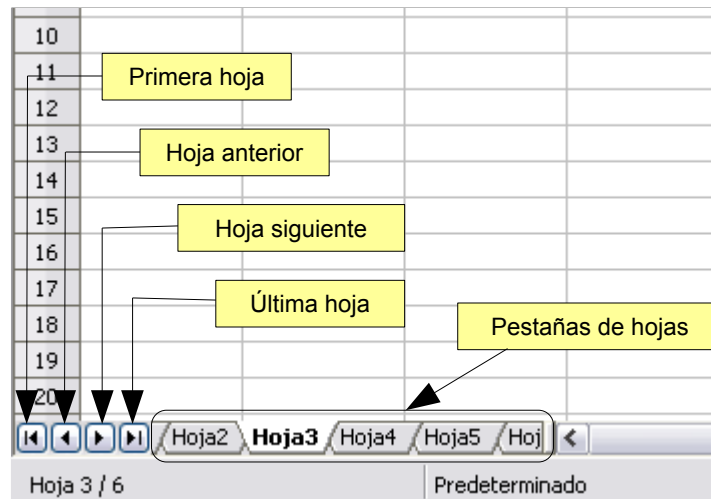 10
11
Primera hoja
12
13
Hoja anterior
14
15
Hoja siguiente
16
17
Última hoja
18
Pestañas de hojas
19
20
Hoja2 Hoja3 Hoja4 Hoja5 Hoj
Hoja 3 / 6 Predeterminado